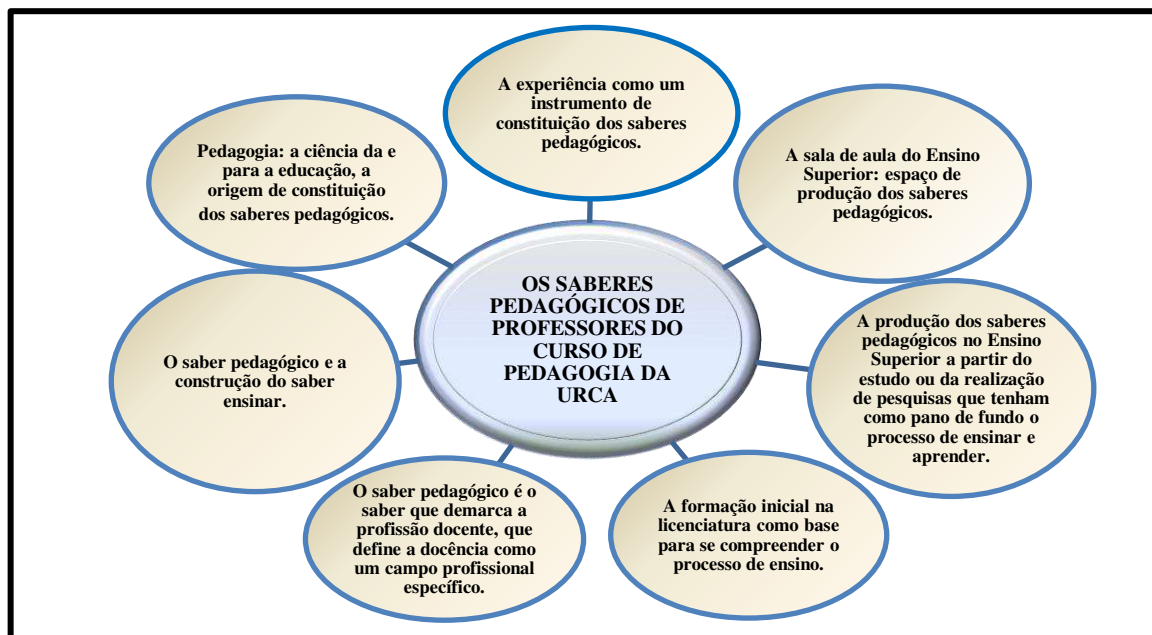 A experiência como um
instrumento de
constituição dos saberes
pedagógicos.
Pedagogia: a ciência da e
para a educação, a
origem de constituição
dos saberes pedagógicos.
A sala de aula do Ensino
Superior: espaço de
produção dos saberes
pedagógicos.
OS SABERES
PEDAGÓGICOS DE
PROFESSORES DO
CURSO DE
PEDAGOGIA DA
URCA
O saber pedagógico e a
construção do saber
ensinar.
A produção dos saberes
pedagógicos no Ensino
Superior a partir do
estudo ou da realização
de pesquisas que tenham
como pano de fundo o
processo de ensinar e
aprender.
O saber pedagógico é o
saber que demarca a
profissão docente, que
define a docência como
um campo profissional
específico.
A formação inicial na
licenciatura como base
para se compreender o
processo de ensino.